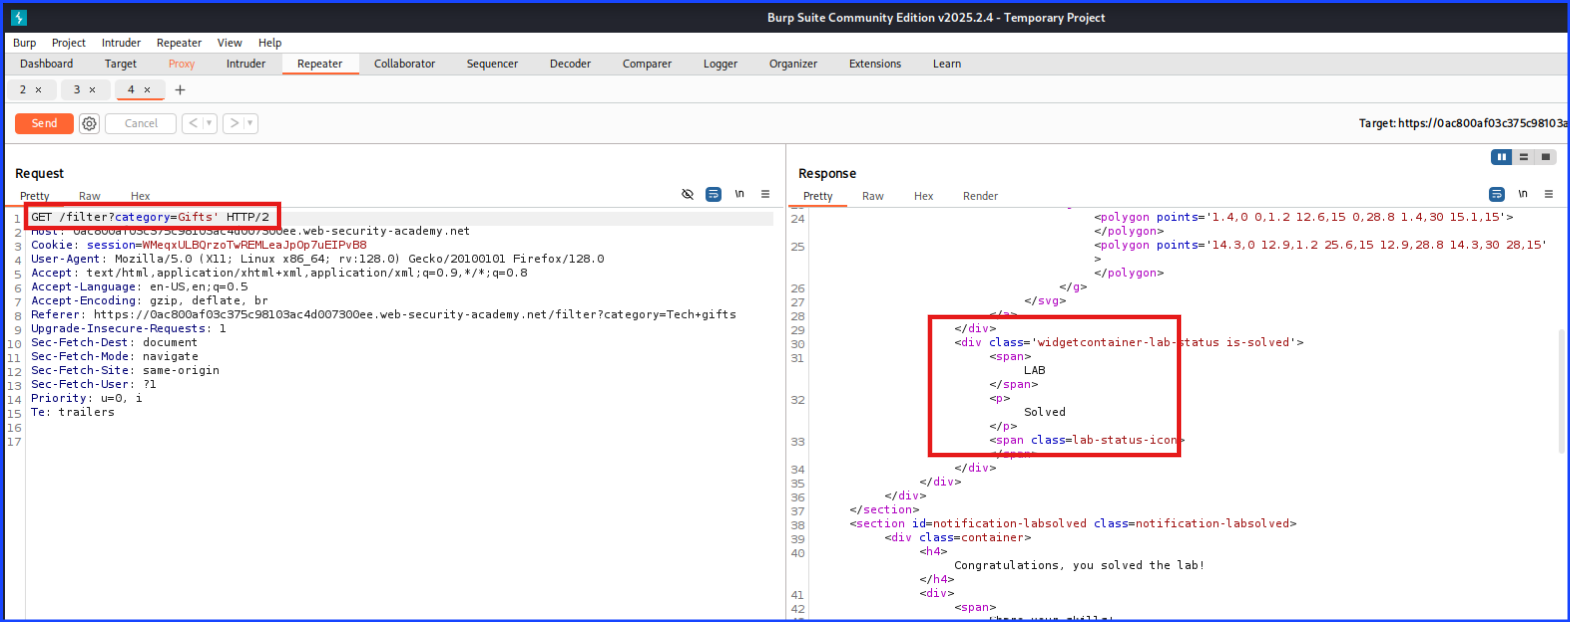 Burp Suite Community Edition v2025.2.4 - Temporary Project
Burp Project Intruder Repeater View Help
Dashboard Target Proxy Intruder Repeater Collaborator Sequencer Decoder Comparer Logger Organizer Extensions Learn
2 × 3 × 4 × +
Send Cancel < >
Target: https://0ac800af03c375c98103a
Request
Pretty Raw Hex
\n
1 GET /filter?category=Gifts' HTTP/2
2 Host: 0ac800af03c375c98103ac4d007300ee.web-security-academy.net
3 Cookie: session=WMeqxULBQrzoTwREMLeaJpOp7uEIPvB8
4 User-Agent: Mozilla/5.0 (X11; Linux x86_64; rv:128.0) Gecko/20100101 Firefox/128.0
5 Accept: text/html,application/xhtml+xml,application/xml;q=0.9,*/*;q=0.8
6 Accept-Language: en-US,en;q=0.5
7 Accept-Encoding: gzip, deflate, br
8 Referer: https://0ac800af03c375c98103ac4d007300ee.web-security-academy.net/filter?category=Tech+gifts
9 Upgrade-Insecure-Requests: 1
10 Sec-Fetch-Dest: document
11 Sec-Fetch-Mode: navigate
12 Sec-Fetch-Site: same-origin
13 Sec-Fetch-User: ?1
14 Priority: u=0, i
15 Te: trailers
16
17
Response
Pretty Raw Hex Render
\n
24 <polygon points='1.4,0 0,1.2 12.6,15 0,28.8 1.4,30 15.1,15'>
</polygon>
25 <polygon points='14.3,0 12.9,1.2 25.6,15 12.9,28.8 14.3,30 28,15'
>
</polygon>
26 </g>
27 </svg>
28 </a>
29 </div>
30 <div class='widgetcontainer-lab-status is-solved'>
31 <span>
LAB
</span>
32 <p>
Solved
</p>
33 <span class=lab-status-icon>
</span>
34 </div>
35 </div>
36 </div>
37 </section>
38 <section id=notification-labsolved class=notification-labsolved>
39 <div class=container>
40 <h4>
Congratulations, you solved the lab!
</h4>
41 <div>
42 <span>
Share your skills!